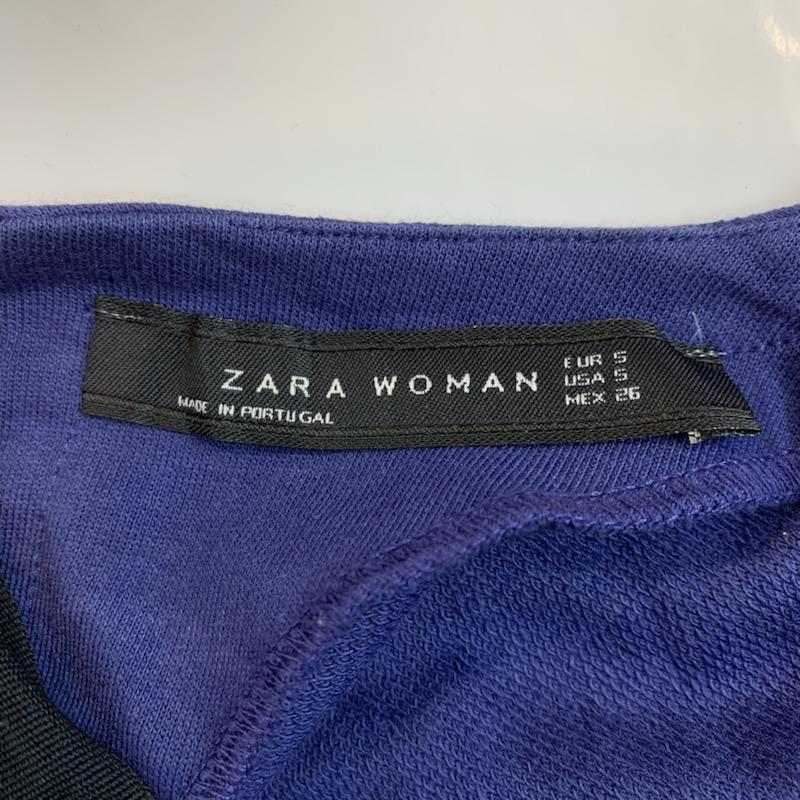 ZARA WOMAN
MADE IN PORTUGAL
EUR S
USA S
MEX 26